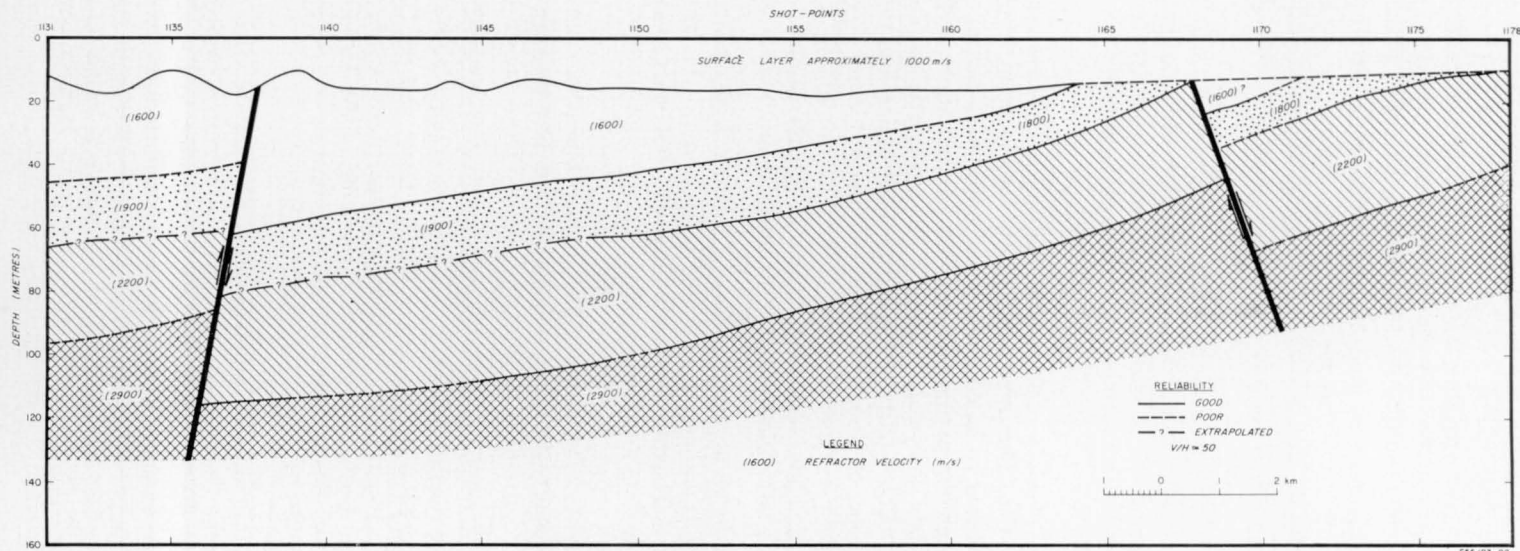 SHOT-POINTS
1131 1135 1140 1145 1150 1155 1160 1165 1170 1175 1178
0
SURFACE LAYER APPROXIMATELY 1000 m/s
20
(1600)
(1600)
(1800)
(1600) ?
(1800)
40
(2200)
(1900)
60
(1900)
(2900)
80
(2200)
(2200)
DEPTH (METRES)
100
(2900)
(2900)
120
RELIABILITY
GOOD
POOR
? EXTRAPOLATED
V/H ≈ 50
LEGEND
(1600) REFRACTOR VELOCITY (m/s)
140
1 0 1 2 km
160